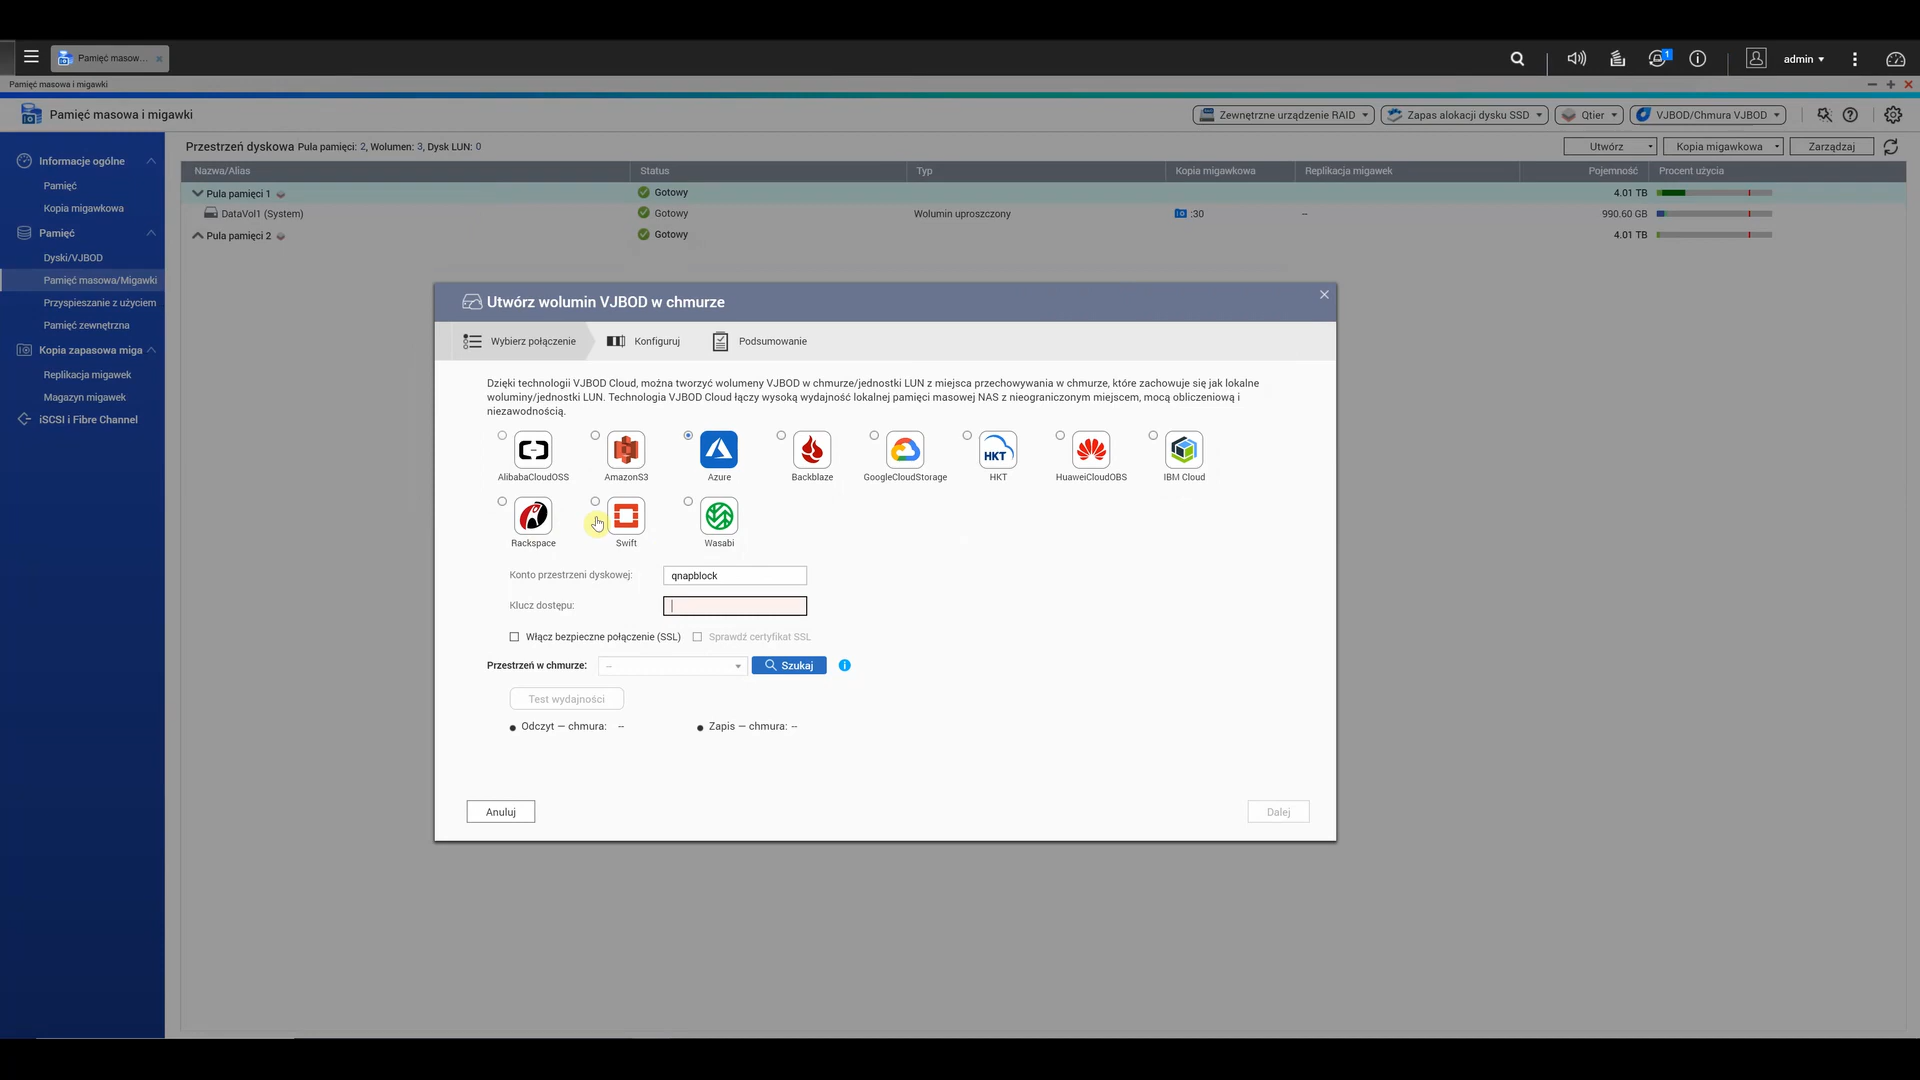 Pamięć masow...
1
admin
Pamięć masowa i migawki
Pamięć masowa i migawki
Zewnętrzne urządzenie RAID
Zapas alokacji dysku SSD
Qtier
VJBOD/Chmura VJBOD
Informacje ogólne
Pamięć
Kopia migawkowa
Pamięć
Dyski/VJBOD
Pamięć masowa/Migawki
Przyspieszanie z użyciem
Pamięć zewnętrzna
Kopia zapasowa miga
Replikacja migawek
Magazyn migawek
iSCSI i Fibre Channel
Przestrzeń dyskowa Pula pamięci: 2, Wolumen: 3, Dysk LUN: 0
Utwórz
Kopia migawkowa
Zarządzaj
Nazwa/Alias Status Typ Kopia migawkowa Replikacja migawek Pojemność Procent użycia
Pula pamięci 1 Gotowy 4.01 TB
DataVol1 (System) Gotowy Wolumin uproszczony :30 -- 990.60 GB
Pula pamięci 2 Gotowy 4.01 TB
Utwórz wolumin VJBOD w chmurze
Wybierz połączenie Konfiguruj Podsumowanie
Dzięki technologii VJBOD Cloud, można tworzyć wolumeny VJBOD w chmurze/jednostki LUN z miejsca przechowywania w chmurze, które zachowuje się jak lokalne
woluminy/jednostki LUN. Technologia VJBOD Cloud łączy wysoką wydajność lokalnej pamięci masowej NAS z nieograniczonym miejscem, mocą obliczeniową i
niezawodnością.
HKT
AlibabaCloudOSS AmazonS3 Azure Backblaze GoogleCloudStorage HKT HuaweiCloudOBS IBM Cloud
Rackspace Swift Wasabi
Konto przestrzeni dyskowej: qnapblock
Klucz dostępu:
Włącz bezpieczne połączenie (SSL) Sprawdź certyfikat SSL
Przestrzeń w chmurze: -- Szukaj
Test wydajności
Odczyt — chmura: -- Zapis — chmura: --
Anuluj Dalej